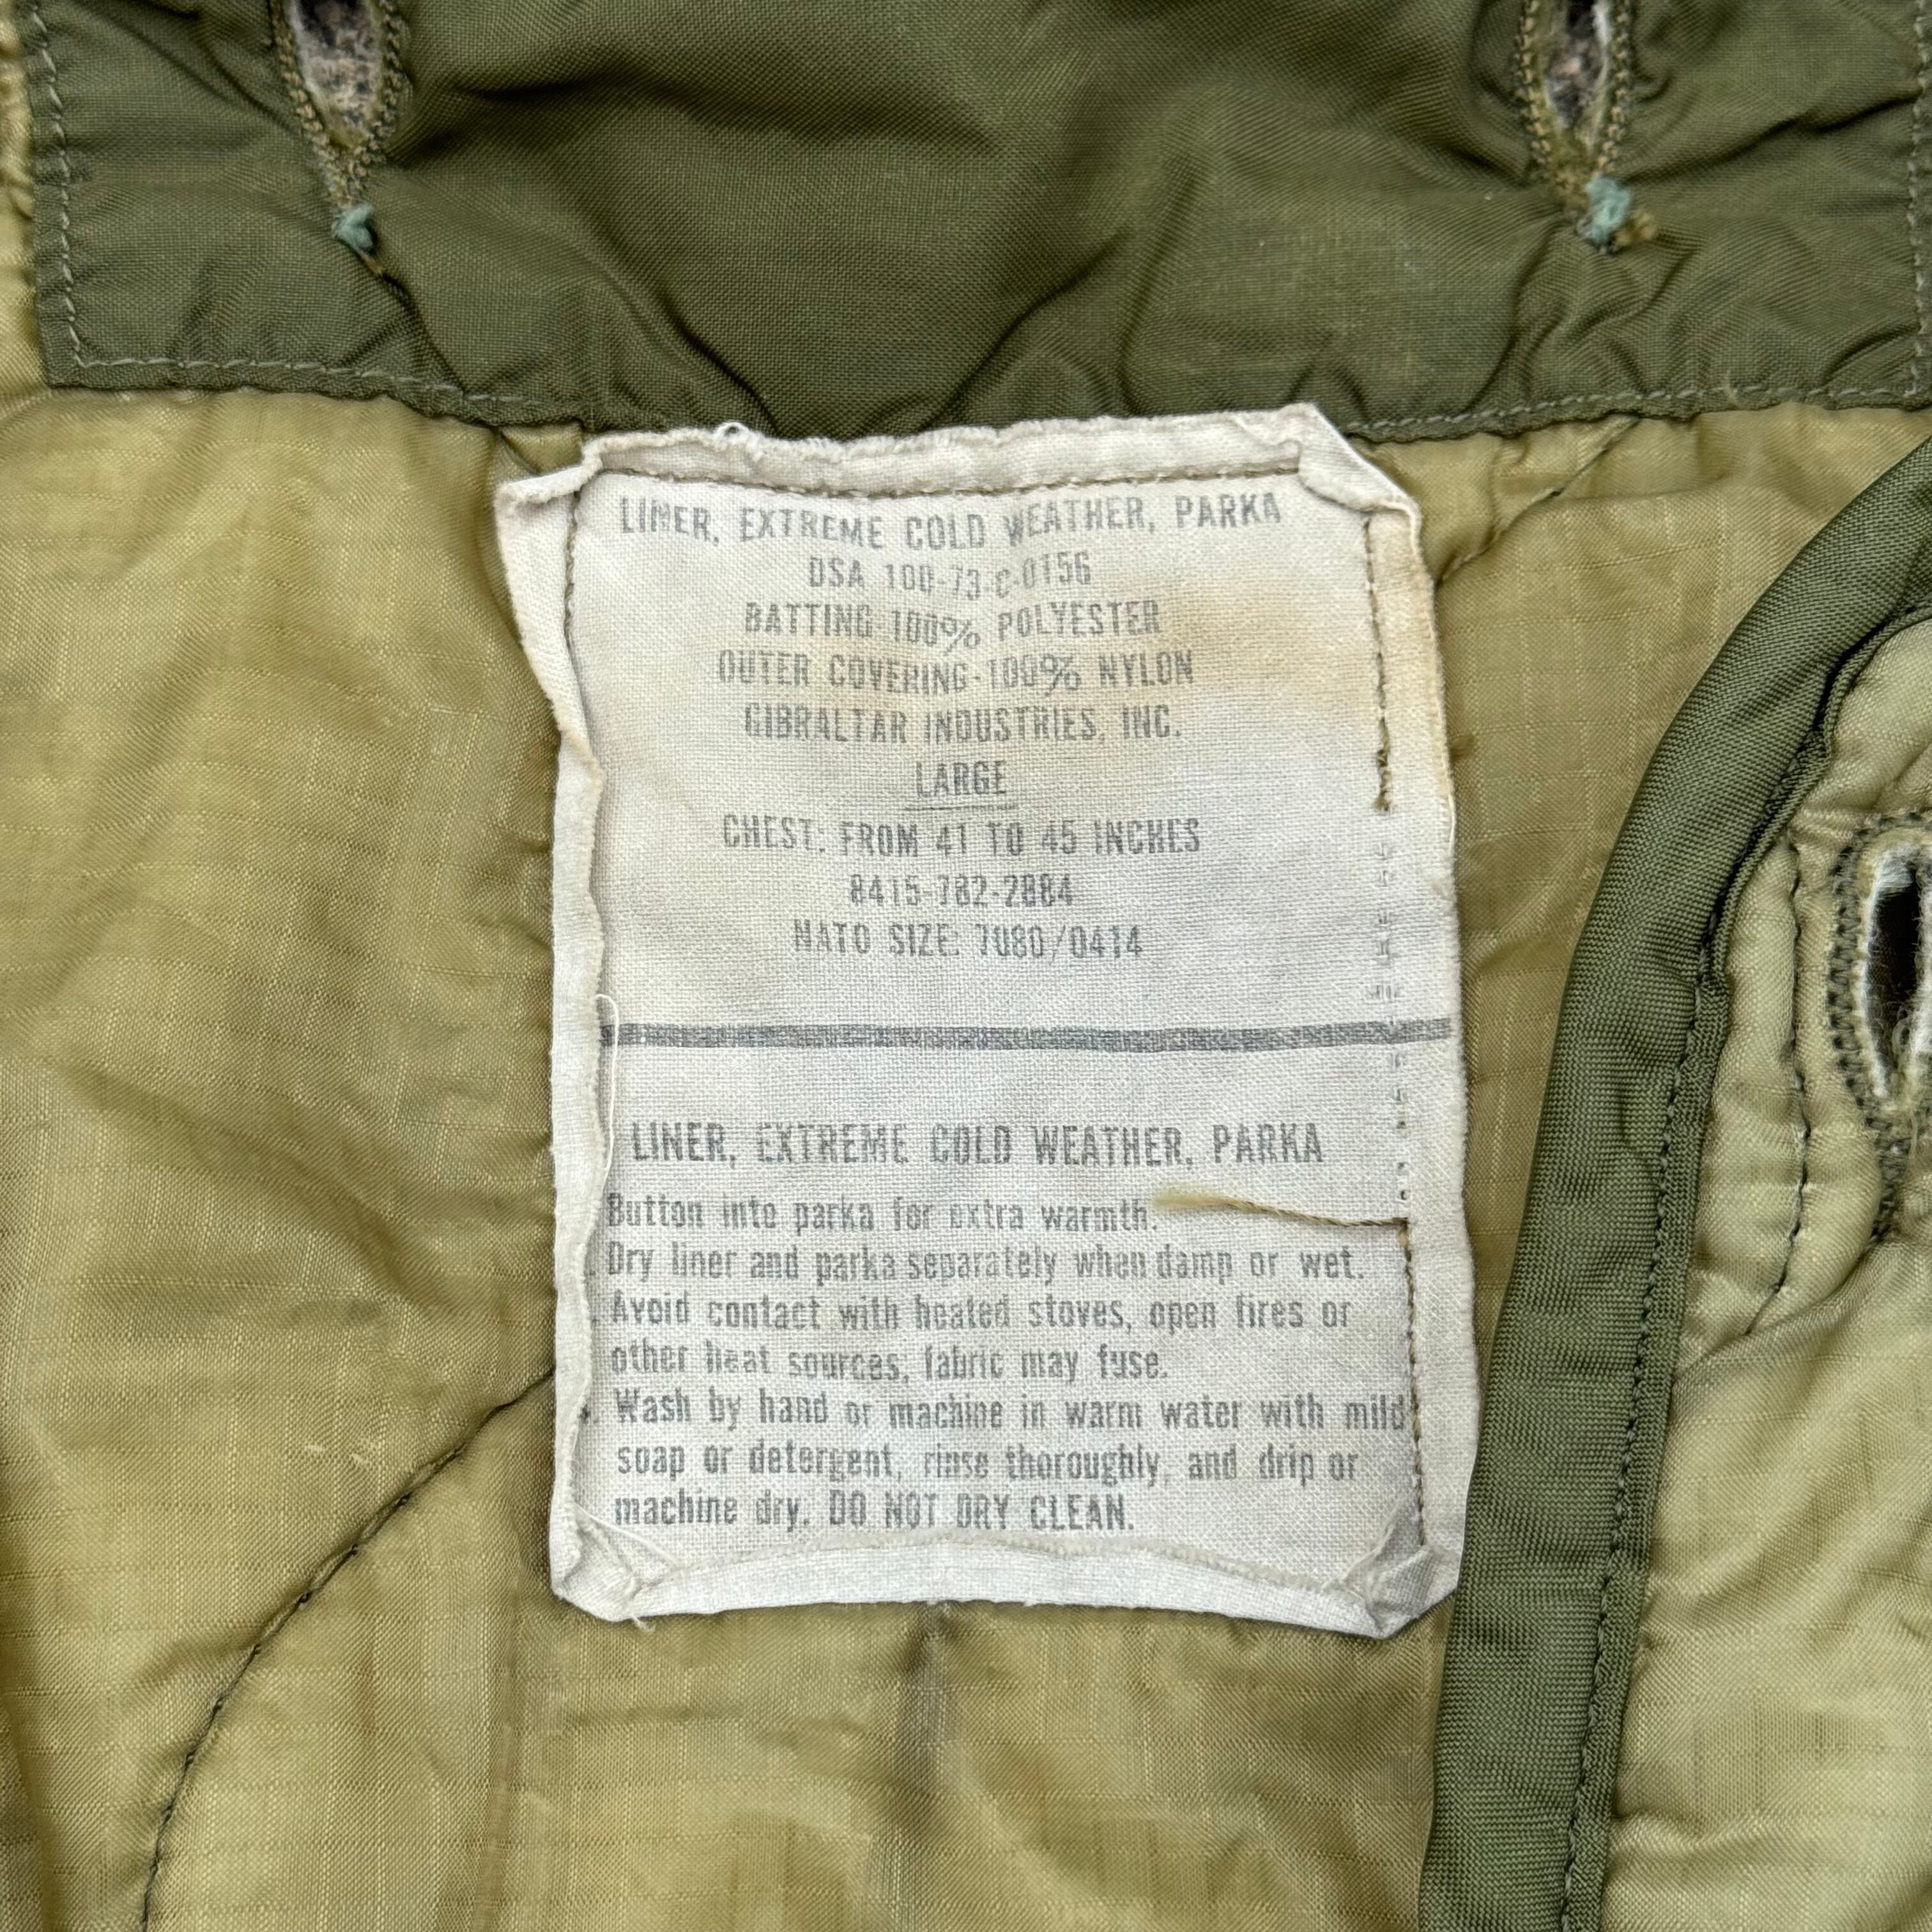 LINER, EXTREME COLD WEATHER, PARKA
DSA 100-73-C-0156
BATTING-100% POLYESTER
OUTER COVERING-100% NYLON
GIBRALTAR INDUSTRIES, INC.
LARGE
CHEST: FROM 41 TO 45 INCHES
8415-782-2884
NATO SIZE: 7080/0414
LINER, EXTREME COLD WEATHER, PARKA
Button into parka for extra warmth.
Dry liner and parka separately when damp or wet.
Avoid contact with heated stoves, open fires or
other heat sources; fabric may fuse.
Wash by hand or machine in warm water with mild
soap or detergent, rinse thoroughly, and drip or
machine dry. DO NOT DRY CLEAN.